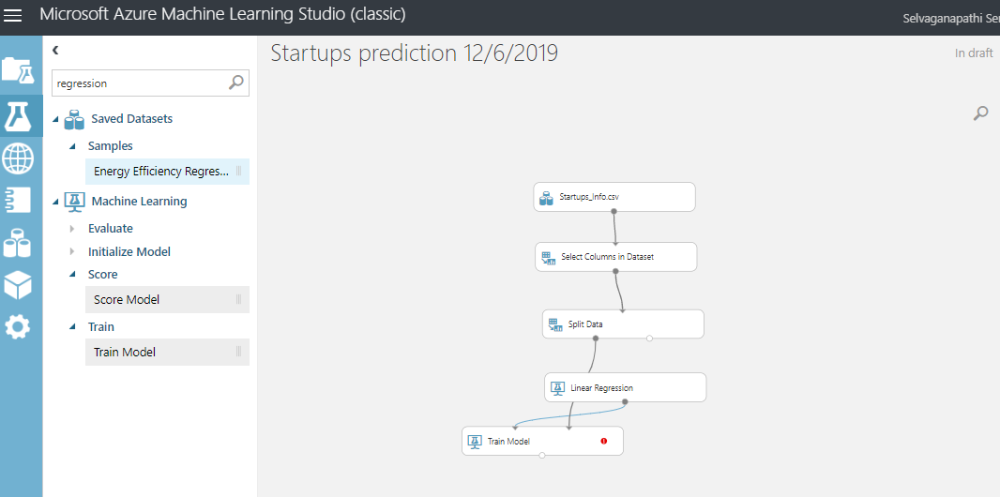 Microsoft Azure Machine Learning Studio (classic)
Selvaganapathi Ser
regression
Saved Datasets
Samples
Energy Efficiency Regres...
Machine Learning
Evaluate
Initialize Model
Score
Score Model
Train
Train Model
Startups prediction 12/6/2019
In draft
Startups_Info.csv
Select Columns in Dataset
Split Data
Linear Regression
Train Model